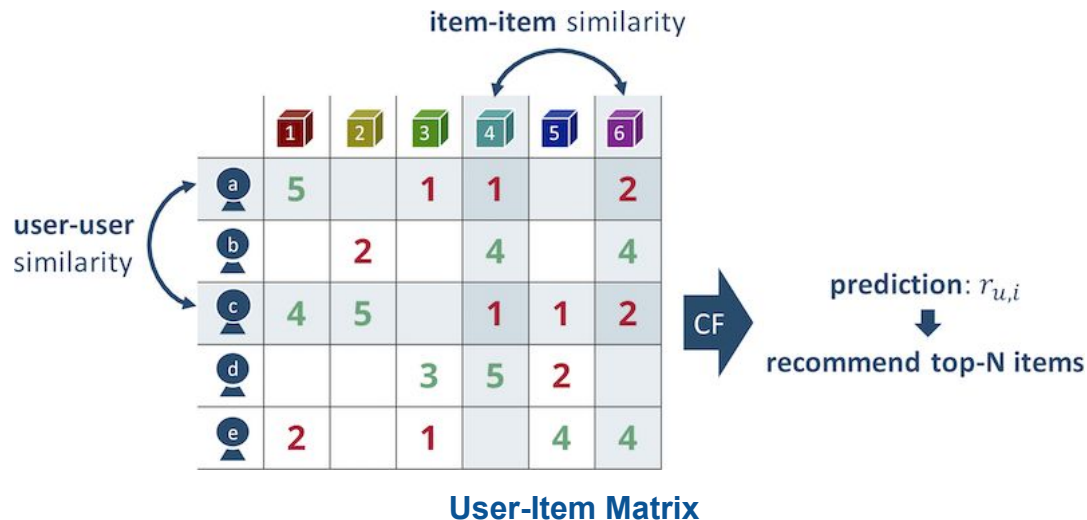 item-item similarity
1 2 3 4 5 6
a 5 1 1 2
user-user
similarity
b 2 4 4
c 4 5 1 1 2
CF
prediction: r_{u,i}
recommend top-N items
d 3 5 2
e 2 1 4 4
User-Item Matrix